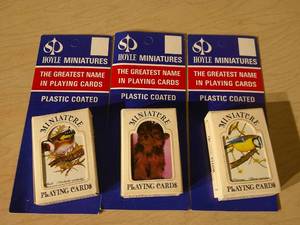 HOYLE MINIATURES
THE GREATEST NAME
IN PLAYING CARDS
PLASTIC COATED
MINIATURE
PLAYING CARDS
HOYLE MINIATURES
THE GREATEST NAME
IN PLAYING CARDS
PLASTIC COATED
MINIATURE
PLAYING CARDS
HOYLE MINIATURES
THE GREATEST NAME
IN PLAYING CARDS
PLASTIC COATED
MINIATURE
PLAYING CARDS